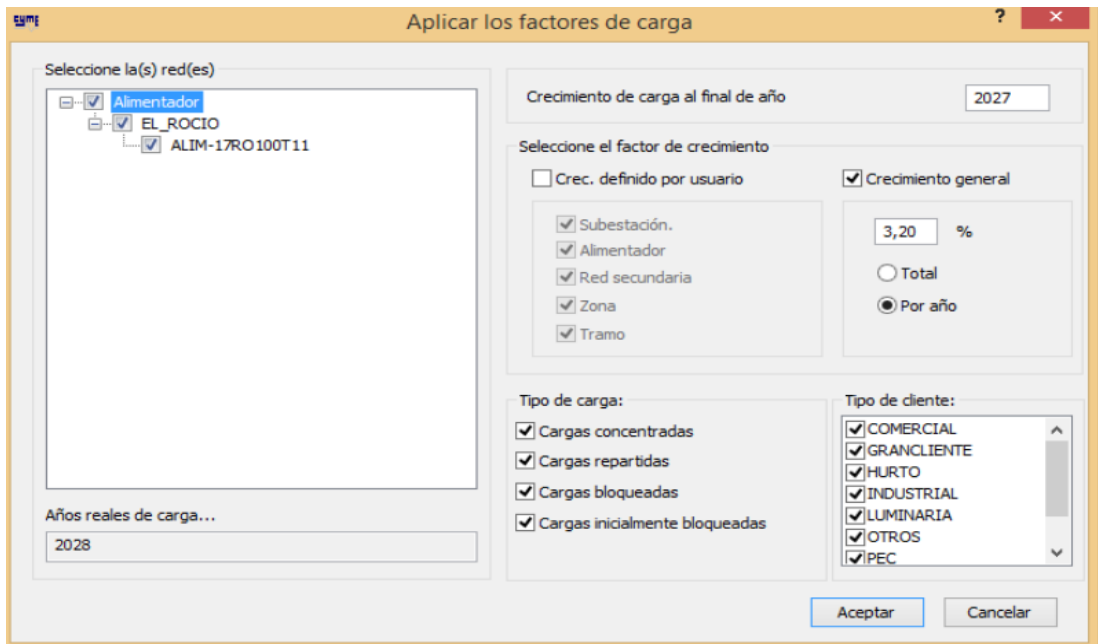 CYME
Aplicar los factores de carga
?
Seleccione la(s) red(es)
Alimentador
EL_ROCIO
ALIM-17RO100T11
Años reales de carga...
2028
Crecimiento de carga al final de año
2027
Seleccione el factor de crecimiento
Crec. definido por usuario
Subestación.
Alimentador
Red secundaria
Zona
Tramo
Crecimiento general
3,20 %
Total
Por año
Tipo de carga:
Cargas concentradas
Cargas repartidas
Cargas bloqueadas
Cargas inicialmente bloqueadas
Tipo de cliente:
COMERCIAL
GRANCLIENTE
HURTO
INDUSTRIAL
LUMINARIA
OTROS
PEC
Aceptar
Cancelar